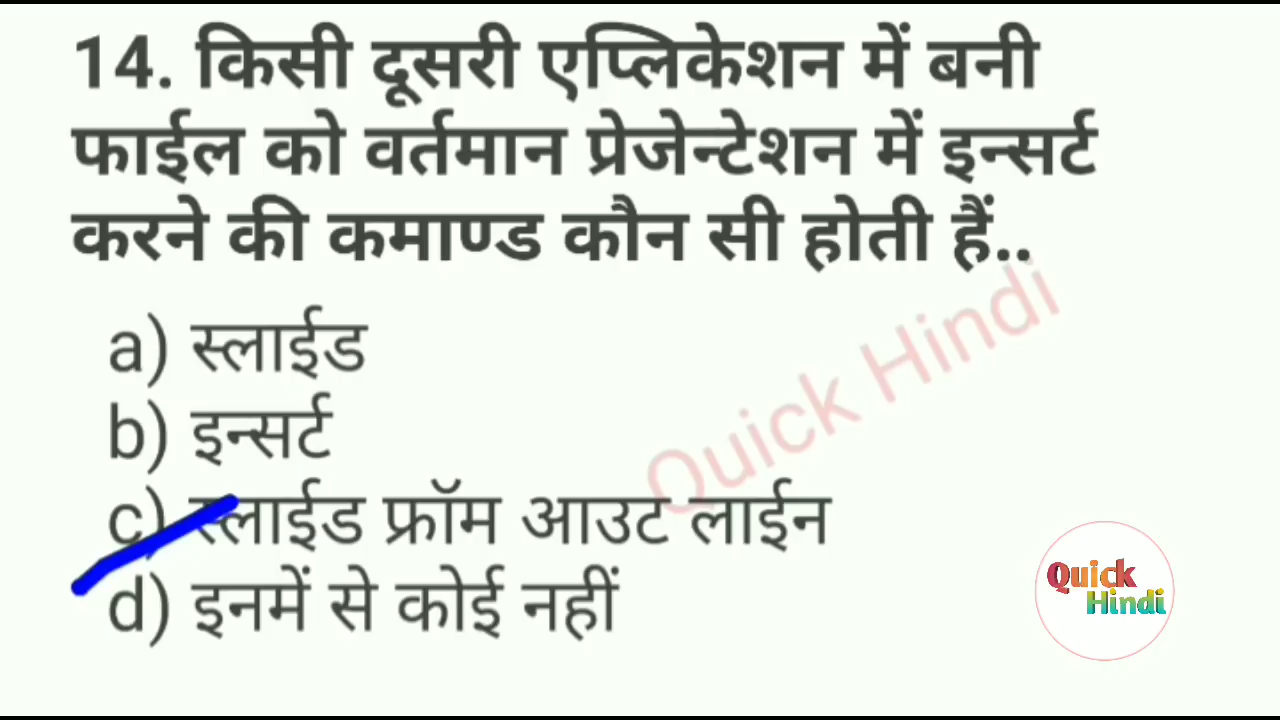 14. किसी दूसरी एप्लिकेशन में बनी
फाईल को वर्तमान प्रेजेन्टेशन में इन्सर्ट
करने की कमाण्ड कौन सी होती हैं..
a) स्लाईड
b) इन्सर्ट
c) स्लाईड फ्रॉम आउट लाईन
d) इनमें से कोई नहीं
Quick Hindi
Quick
Hindi